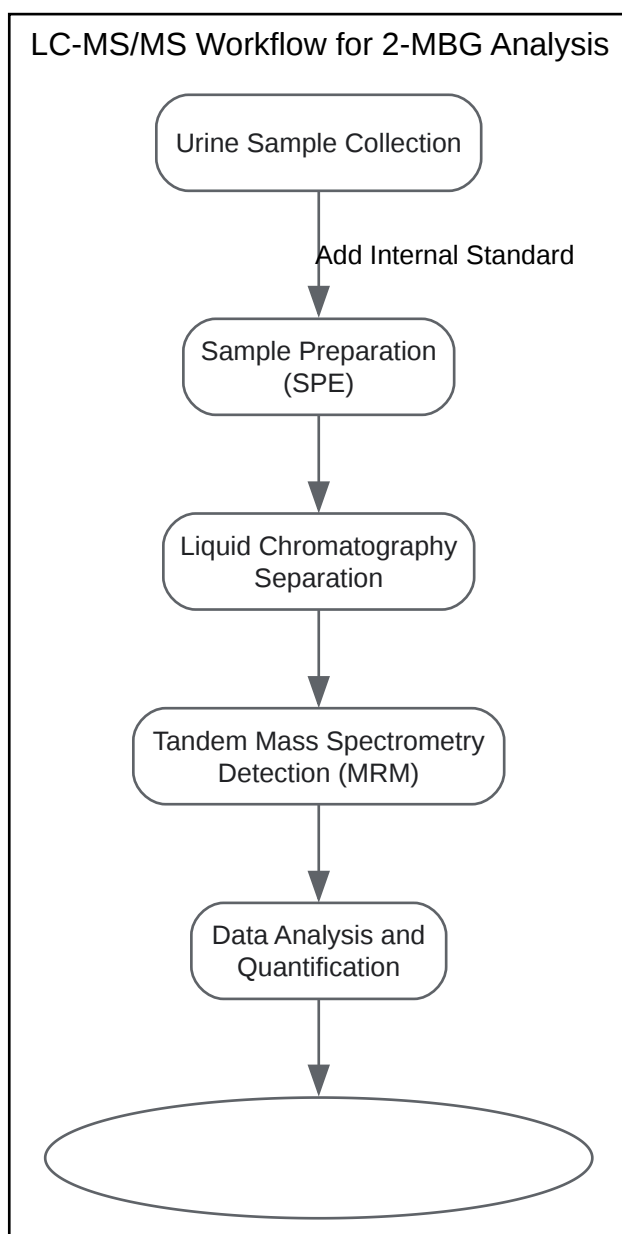 LC-MS/MS Workflow for 2-MBG Analysis
Urine Sample Collection
Add Internal Standard
Sample Preparation
(SPE)
Liquid Chromatography
Separation
Tandem Mass Spectrometry
Detection (MRM)
Data Analysis and
Quantification